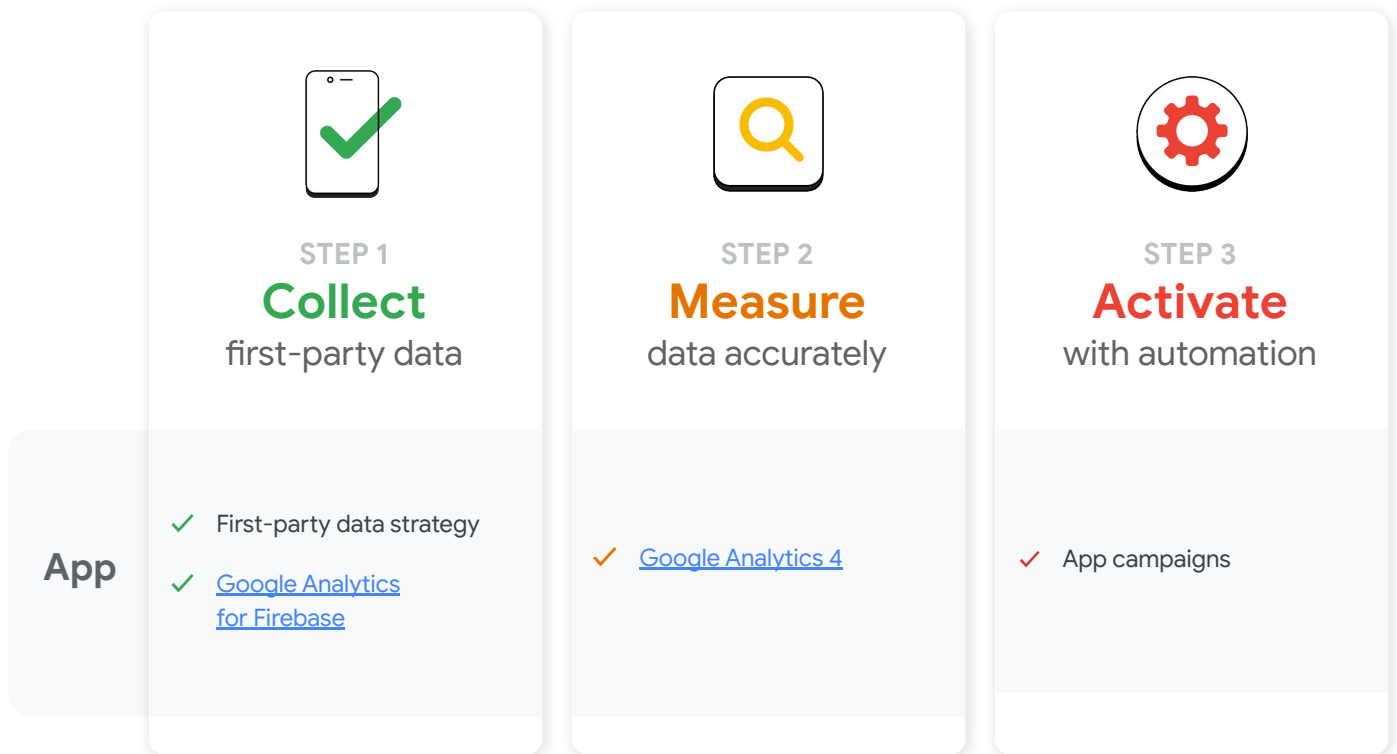 STEP 1
Collect
first-party data
STEP 2
Measure
data accurately
STEP 3
Activate
with automation
App
First-party data strategy
Google Analytics
for Firebase
Google Analytics 4
App campaigns